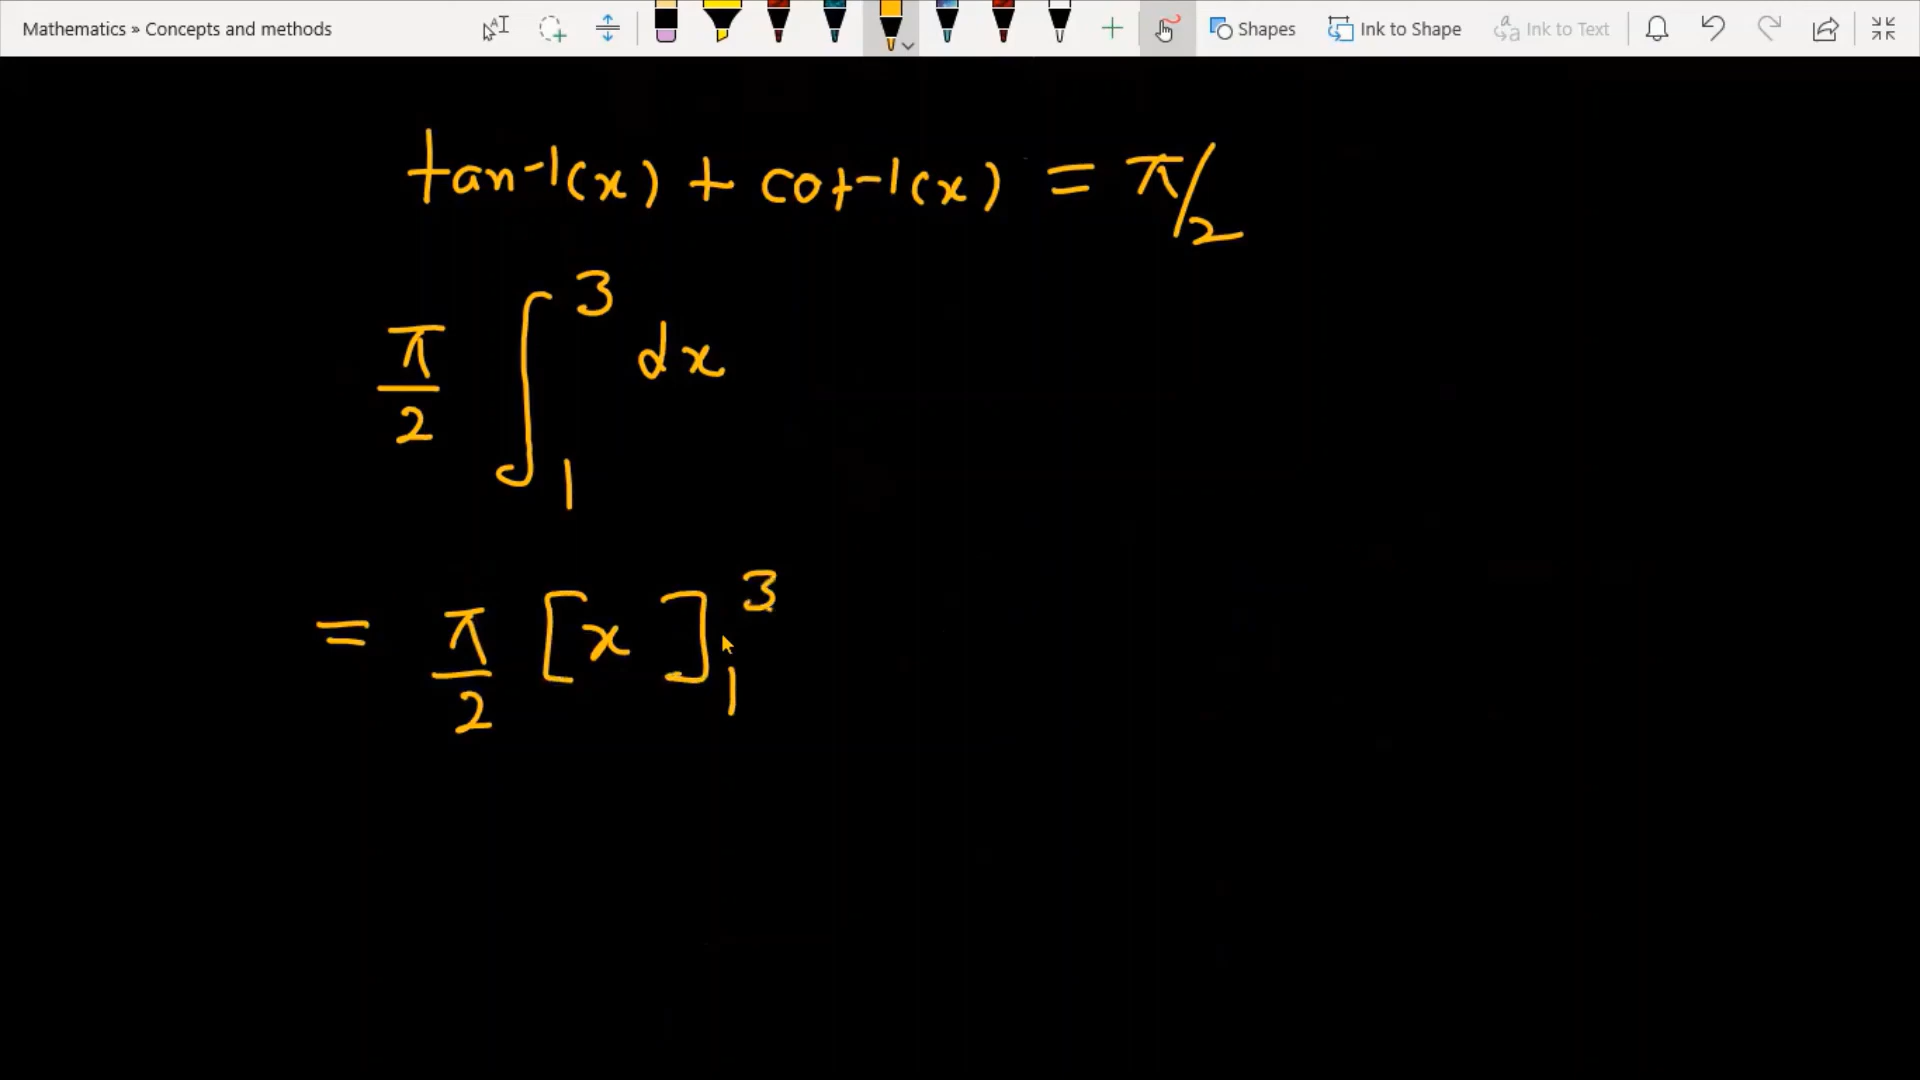 Mathematics » Concepts and methods
Shapes
Ink to Shape
Ink to Text
tan-1(x) + cot-1(x) = π/2
π/2 ∫₁³ dx
= π/2 [x]₁³